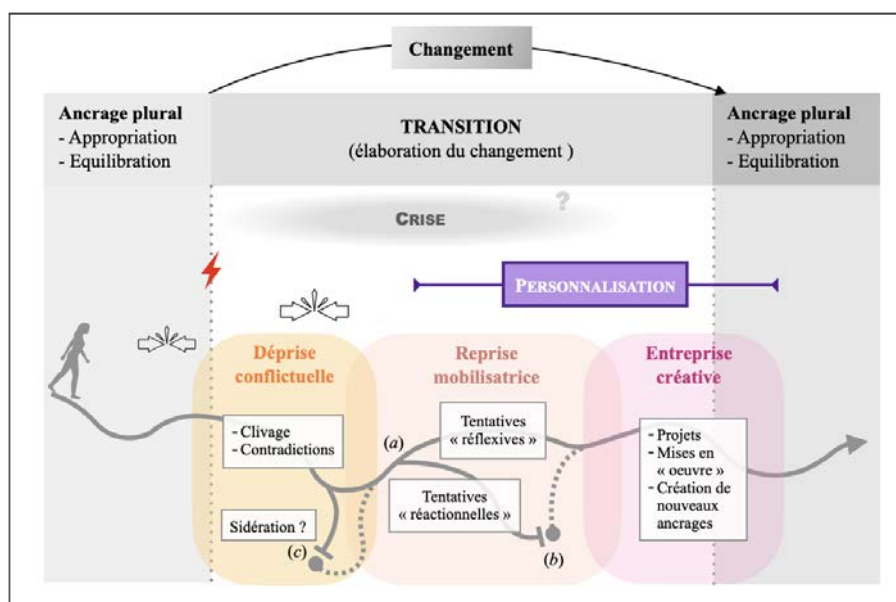 Changement
Ancrage plural
- Appropriation
- Equilibration
TRANSITION
(élaboration du changement )
Ancrage plural
- Appropriation
- Equilibration
CRISE
?
PERSONNALISATION
Déprise
conflictuelle
Reprise
mobilisatrice
Entreprise
créative
- Clivage
- Contradictions
(a)
Tentatives
« réflexives »
Tentatives
« réactionnelles »
Sidération ?
(c)
(b)
- Projets
- Mises en
« oeuvre »
- Création de
nouveaux
ancrages